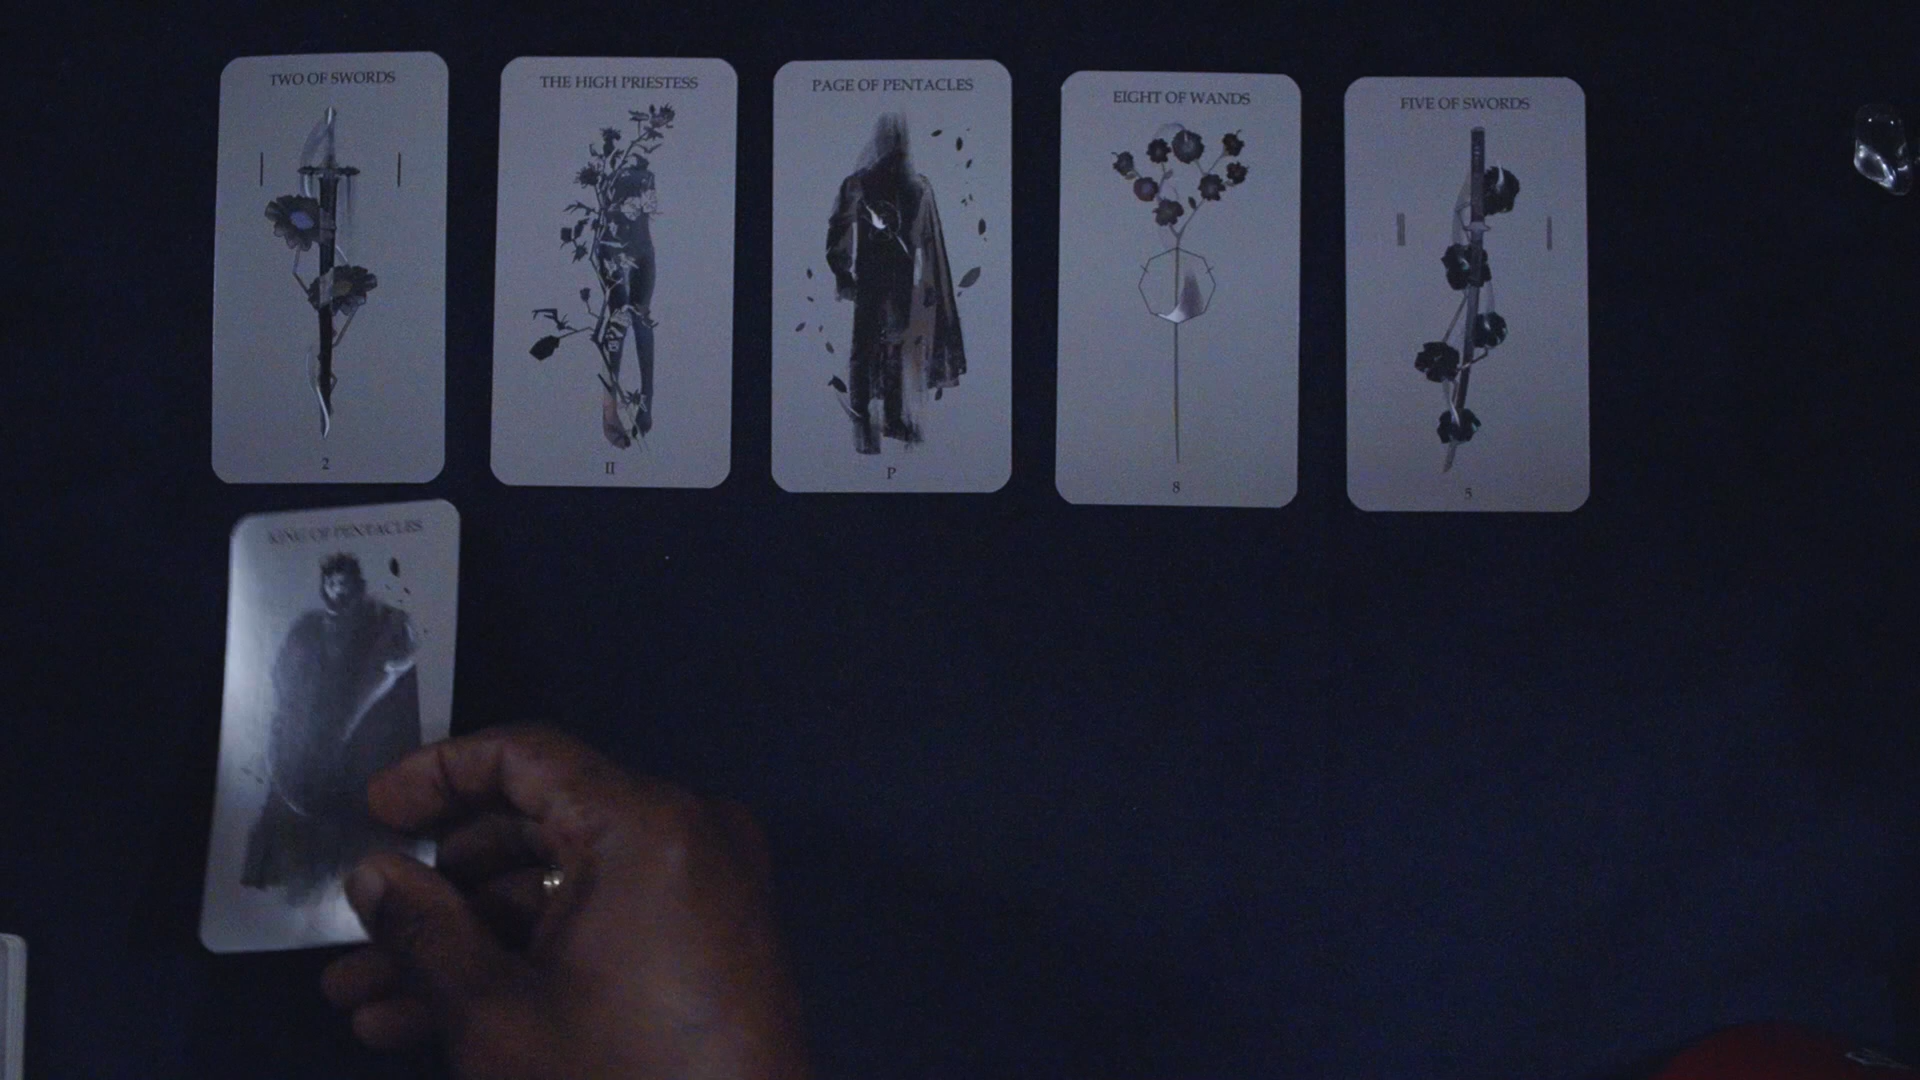 TWO OF SWORDS
THE HIGH PRIESTESS
PAGE OF PENTACLES
EIGHT OF WANDS
FIVE OF SWORDS
2
II
P
8
5
KING OF PENTACLES